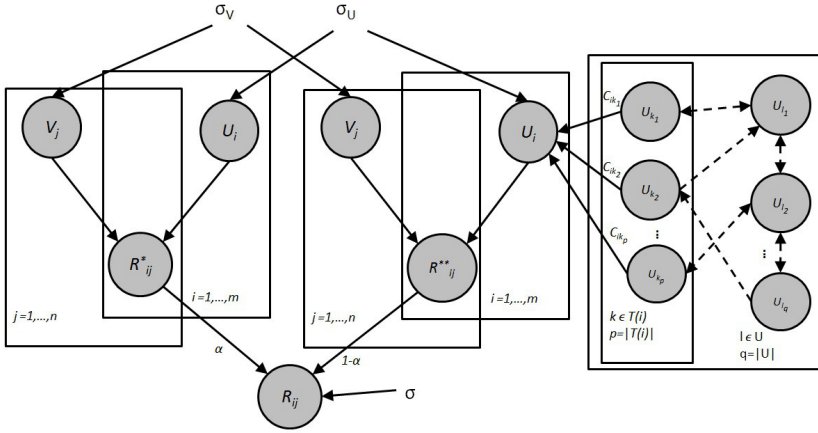 σV σU
Vj
Ui
R*ij
i=1,...,m
j=1,...,n
Vj
Ui
R**ij
i=1,...,m
j=1,...,n
α
1-α
Rij
σ
Cik1
Cik2
Cikp
Uk1
Uk2
⋮
Ukp
k ϵ T(i)
p=|T(i)|
Ul1
Ul2
⋮
Ulq
l ϵ U
q=|U|